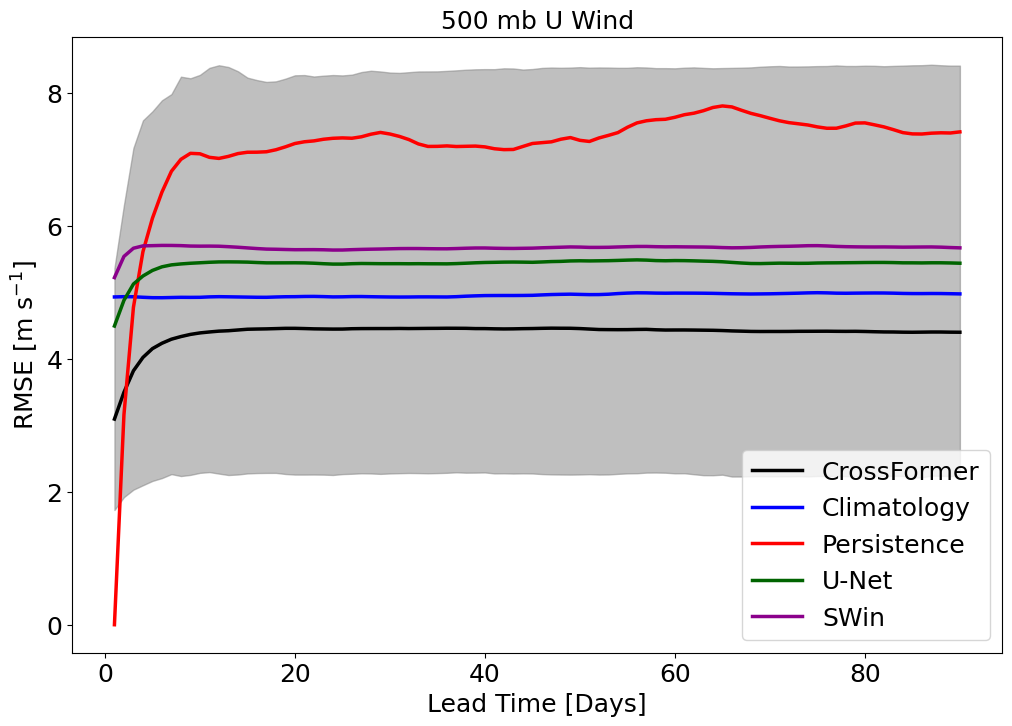 500 mb U Wind
RMSE [m s⁻¹]
8
6
4
2
0
0 20 40 60 80
Lead Time [Days]
CrossFormer
Climatology
Persistence
U-Net
SWin